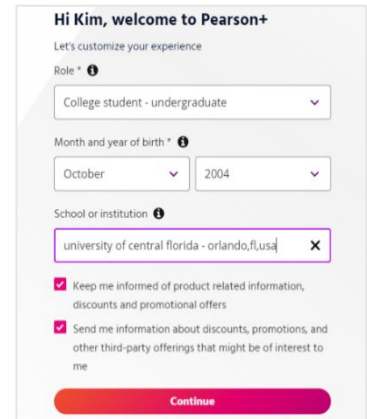 Hi Kim, welcome to Pearson+
Let's customize your experience
Role *
College student - undergraduate
Month and year of birth *
October 2004
School or institution
university of central florida - orlando,fl,usa
Keep me informed of product related information,
discounts and promotional offers
Send me information about discounts, promotions, and
other third-party offerings that might be of interest to
me
Continue